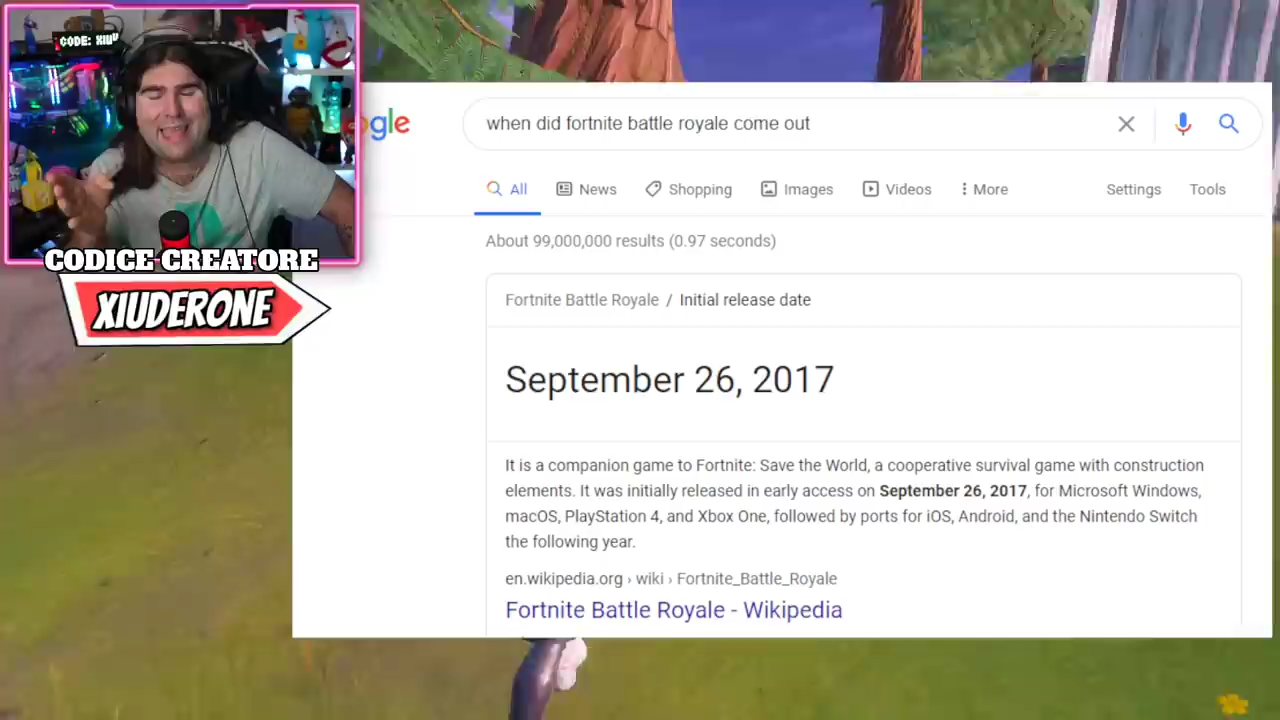 CODE: XIU
gle
when did fortnite battle royale come out
All
News
Shopping
Images
Videos
More
Settings
Tools
About 99,000,000 results (0.97 seconds)
CODICE CREATORE
XIUDERONE
Fortnite Battle Royale / Initial release date
September 26, 2017
It is a companion game to Fortnite: Save the World, a cooperative survival game with construction
elements. It was initially released in early access on September 26, 2017, for Microsoft Windows,
macOS, PlayStation 4, and Xbox One, followed by ports for iOS, Android, and the Nintendo Switch
the following year.
en.wikipedia.org › wiki › Fortnite_Battle_Royale
Fortnite Battle Royale - Wikipedia